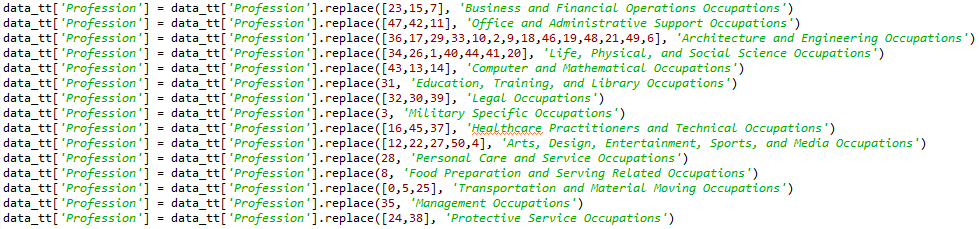 data_tt['Profession'] = data_tt['Profession'].replace([23,15,7], 'Business and Financial Operations Occupations')
data_tt['Profession'] = data_tt['Profession'].replace([47,42,11], 'Office and Administrative Support Occupations')
data_tt['Profession'] = data_tt['Profession'].replace([36,17,29,33,10,2,9,18,46,19,48,21,49,6], 'Architecture and Engineering Occupations')
data_tt['Profession'] = data_tt['Profession'].replace([34,26,1,40,44,41,20], 'Life, Physical, and Social Science Occupations')
data_tt['Profession'] = data_tt['Profession'].replace([43,13,14], 'Computer and Mathematical Occupations')
data_tt['Profession'] = data_tt['Profession'].replace(31, 'Education, Training, and Library Occupations')
data_tt['Profession'] = data_tt['Profession'].replace([32,30,39], 'Legal Occupations')
data_tt['Profession'] = data_tt['Profession'].replace(3, 'Military Specific Occupations')
data_tt['Profession'] = data_tt['Profession'].replace([16,45,37], 'Healthcare Practitioners and Technical Occupations')
data_tt['Profession'] = data_tt['Profession'].replace([12,22,27,50,4], 'Arts, Design, Entertainment, Sports, and Media Occupations')
data_tt['Profession'] = data_tt['Profession'].replace(28, 'Personal Care and Service Occupations')
data_tt['Profession'] = data_tt['Profession'].replace(8, 'Food Preparation and Serving Related Occupations')
data_tt['Profession'] = data_tt['Profession'].replace([0,5,25], 'Transportation and Material Moving Occupations')
data_tt['Profession'] = data_tt['Profession'].replace(35, 'Management Occupations')
data_tt['Profession'] = data_tt['Profession'].replace([24,38], 'Protective Service Occupations')